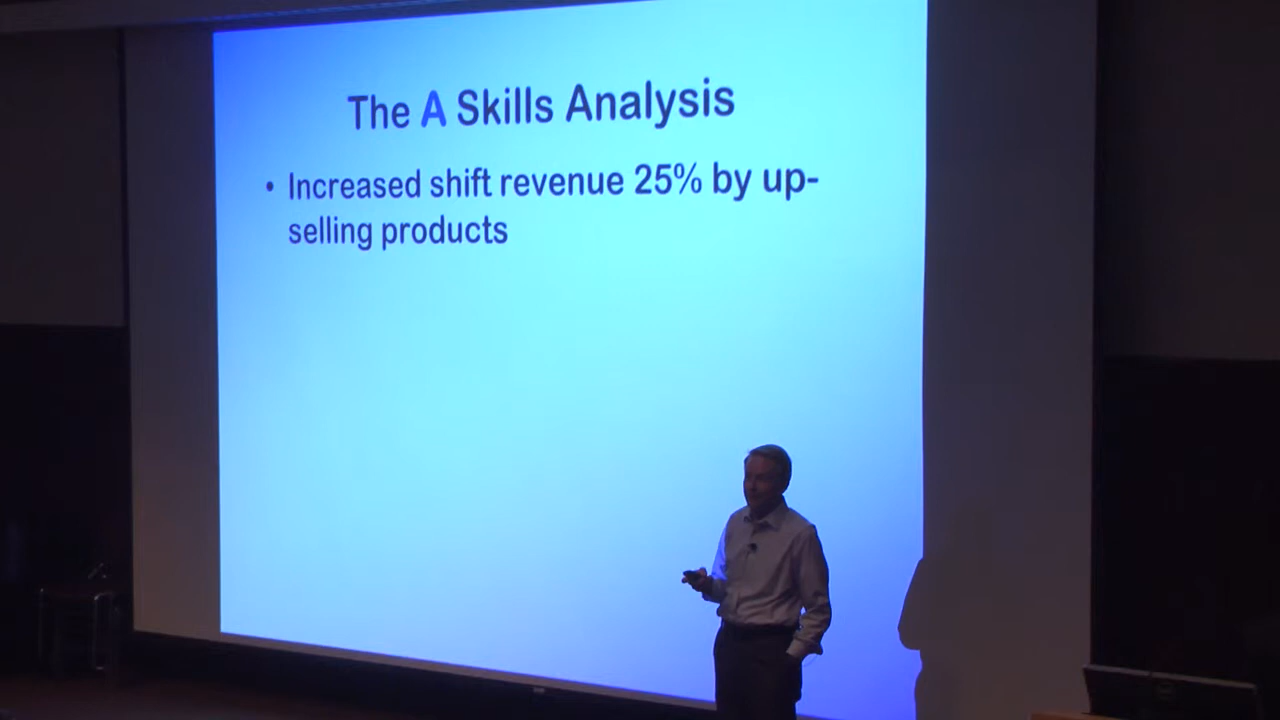 The A Skills Analysis
• Increased shift revenue 25% by up-
selling products